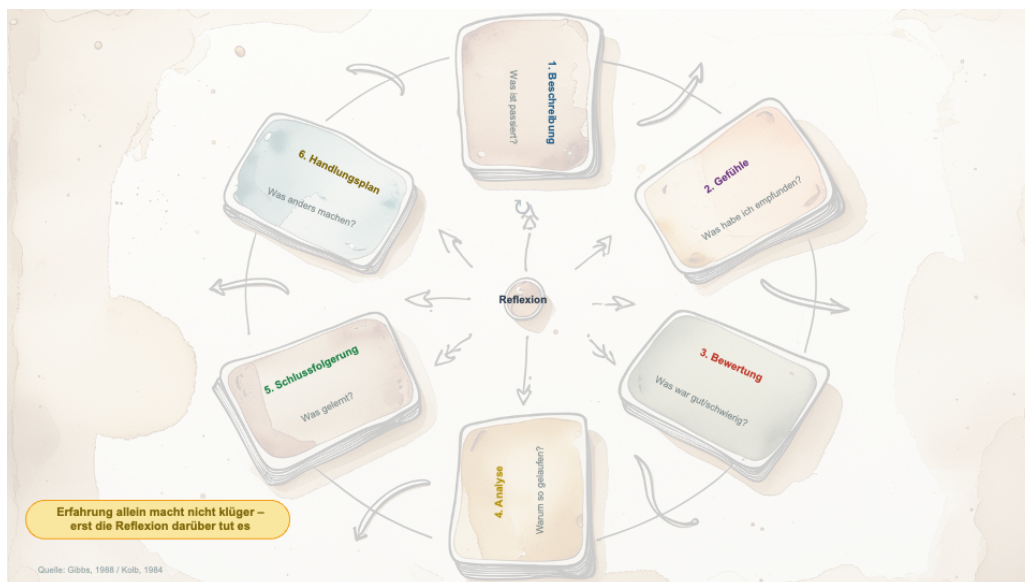 1. Beschreibung
Was ist passiert?
2. Gefühle
Was habe ich empfunden?
3. Bewertung
Was war gut/schwierig?
4. Analyse
Warum so gelaufen?
5. Schlussfolgerung
Was gelernt?
6. Handlungsplan
Was anders machen?
Reflexion
Erfahrung allein macht nicht klüger –
erst die Reflexion darüber tut es
Quelle: Gibbs, 1988 / Kolb, 1984